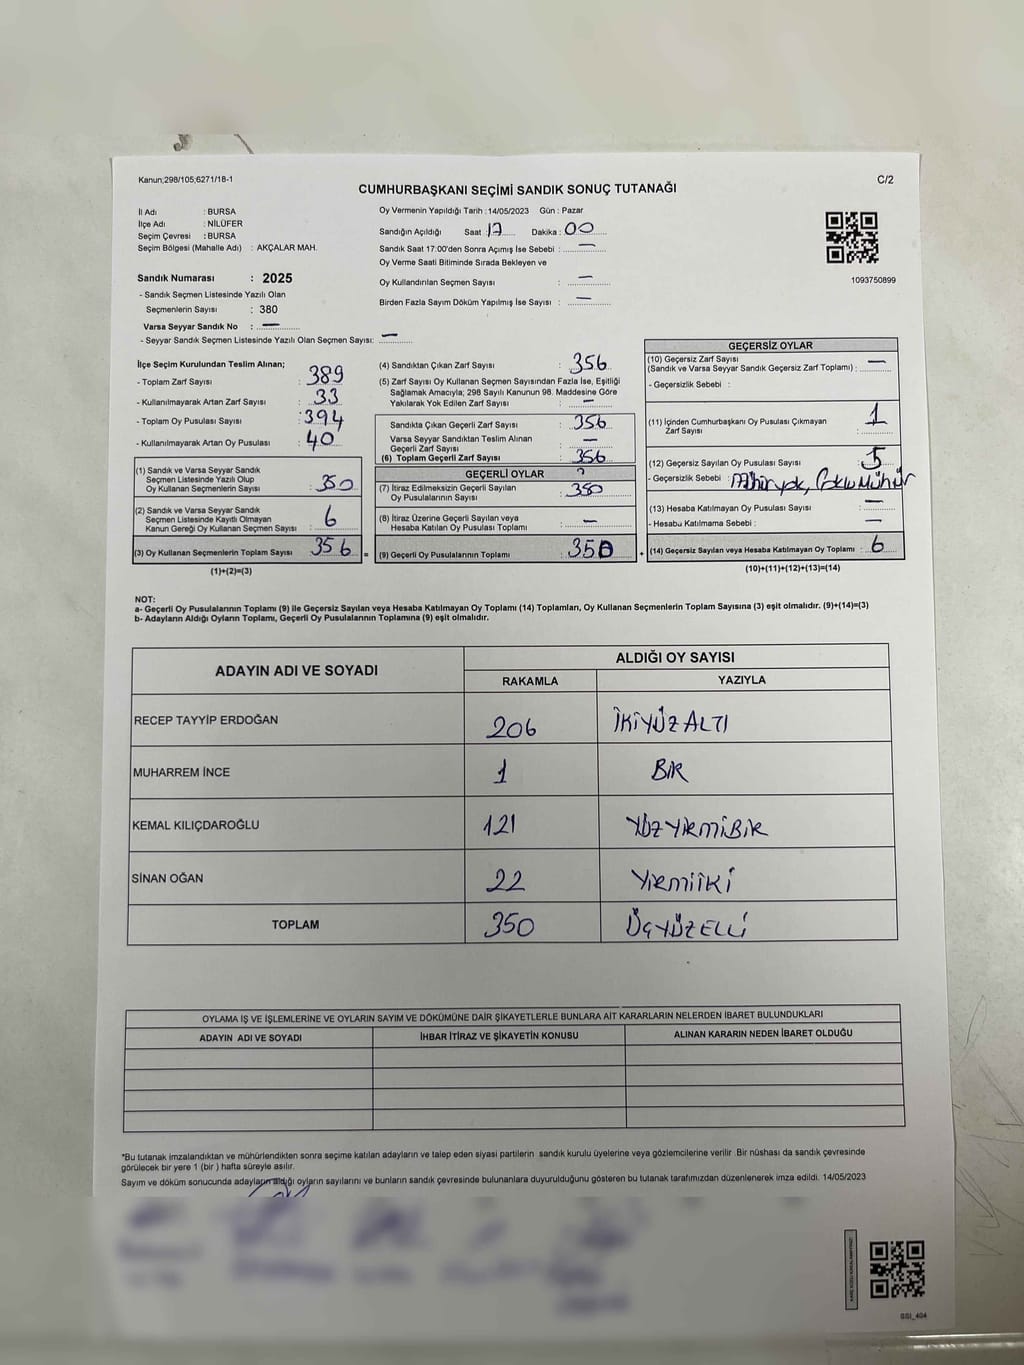 Kanun;298/105,6271/18-1
C/2
CUMHURBAŞKANI SEÇİMİ SANDIK SONUÇ TUTANAĞI
İl Adı : BURSA
İlçe Adı : NİLÜFER
Seçim Çevresi : BURSA
Seçim Bölgesi (Mahalle Adı) : AKÇALAR MAH.
Oy Vermenin Yapıldığı Tarih :14/05/2023 Gün : Pazar
Sandığın Açıldığı Saat :17 Dakika : 00
Sandık Saat 17:00'den Sonra Açımış İse Sebebi : —
Oy Verme Saati Bitiminde Sırada Bekleyen ve
Oy Kullandırılan Seçmen Sayısı : —
Birden Fazla Sayım Döküm Yapılmış İse Sayısı : —
1093750899
Sandık Numarası : 2025
- Sandık Seçmen Listesinde Yazılı Olan
Seçmenlerin Sayısı : 380
Varsa Seyyar Sandık No : —
- Seyyar Sandık Seçmen Listesinde Yazılı Olan Seçmen Sayısı: —
İlçe Seçim Kurulundan Teslim Alınan;
- Toplam Zarf Sayısı : 389
- Kullanılmayarak Artan Zarf Sayısı : 33
- Toplam Oy Pusulası Sayısı : 394
- Kullanılmayarak Artan Oy Pusulası : 40
(1) Sandık ve Varsa Seyyar Sandık
Seçmen Listesinde Yazılı Olup
Oy Kullanan Seçmenlerin Sayısı : 350
(2) Sandık ve Varsa Seyyar Sandık
Seçmen Listesinde Kayıtlı Olmayan
Kanun Gereği Oy Kullanan Seçmen Sayısı : 6
(3) Oy Kullanan Seçmenlerin Toplam Sayısı : 356 =
(1)+(2)=(3)
(4) Sandıktan Çıkan Zarf Sayısı : 356
(5) Zarf Sayısı Oy Kullanan Seçmen Sayısından Fazla İse, Eşitliği
Sağlamak Amacıyla; 298 Sayılı Kanunun 98. Maddesine Göre
Yakılarak Yok Edilen Zarf Sayısı : —
Sandıkta Çıkan Geçerli Zarf Sayısı : 356
Varsa Seyyar Sandıktan Teslim Alınan
Geçerli Zarf Sayısı : —
(6) Toplam Geçerli Zarf Sayısı : 356
GEÇERLİ OYLAR
(7) İtiraz Edilmeksizin Geçerli Sayılan
Oy Pusulalarının Sayısı : 350
(8) İtiraz Üzerine Geçerli Sayılan veya
Hesaba Katılan Oy Pusulası Toplamı : —
(9) Geçerli Oy Pusulalarının Toplamı : 350
GEÇERSİZ OYLAR
(10) Geçersiz Zarf Sayısı
(Sandık ve Varsa Seyyar Sandık Geçersiz Zarf Toplamı) : —
- Geçersizlik Sebebi :
(11) İçinden Cumhurbaşkanı Oy Pusulası Çıkmayan
Zarf Sayısı : 1
(12) Geçersiz Sayılan Oy Pusulası Sayısı : 5
- Geçersizlik Sebebi : Mühür
(13) Hesaba Katılmayan Oy Pusulası Sayısı : —
- Hesaba Katılmama Sebebi : —
(14) Geçersiz Sayılan veya Hesaba Katılmayan Oy Toplamı : 6
(10)+(11)+(12)+(13)=(14)
NOT:
a- Geçerli Oy Pusulalarının Toplamı (9) ile Geçersiz Sayılan veya Hesaba Katılmayan Oy Toplamı (14) Toplamları, Oy Kullanan Seçmenlerin Toplam Sayısına (3) eşit olmalıdır. (9)+(14)=(3)
b- Adayların Aldığı Oyların Toplamı, Geçerli Oy Pusulalarının Toplamına (9) eşit olmalıdır.
ADAYIN ADI VE SOYADI
ALDIĞI OY SAYISI
RAKAMLA YAZIYLA
RECEP TAYYİP ERDOĞAN 206 İKİYÜZ ALTI
MUHARREM İNCE 1 BİR
KEMAL KILIÇDAROĞLU 121 YÜZYİRMİBİR
SİNAN OĞAN 22 YİRMİİKİ
TOPLAM 350 ÜÇYÜZELLİ
OYLAMA İŞ VE İŞLEMLERİNE VE OYLARIN SAYIM VE DÖKÜMÜNE DAİR ŞİKAYETLERLE BUNLARA AİT KARARLARIN NELERDEN İBARET BULUNDUKLARI
ADAYIN ADI VE SOYADI İHBAR İTİRAZ VE ŞİKAYETİN KONUSU ALINAN KARARIN NEDEN İBARET OLDUĞU
*Bu tutanak imzalandıktan ve mühürlendikten sonra seçime katılan adayların ve talep eden siyasi partilerin sandık kurulu üyelerine veya gözlemcilerine verilir. Bir nüshası da sandık çevresinde
görülecek bir yere 1 (bir ) hafta süreyle asılır.
Sayım ve döküm sonucunda adayların aldığı oyların sayılarını ve bunların sandık çevresinde bulunanlara duyurulduğunu gösteren bu tutanak tarafımızdan düzenlenerek imza edildi. 14/05/2023
GSI_404